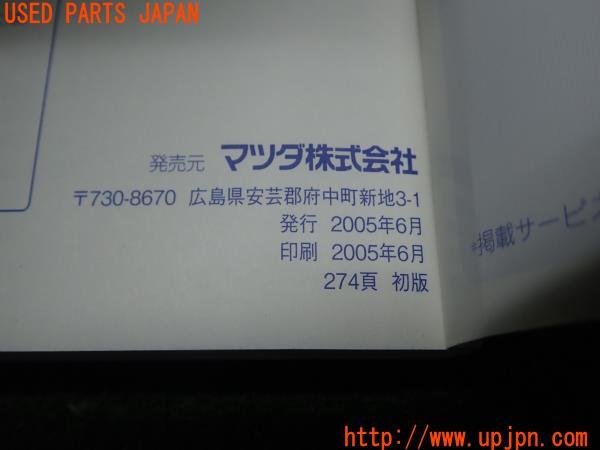 USED PARTS JAPAN
発売元 マツダ株式会社
〒730-8670 広島県安芸郡府中町新地3-1
発行 2005年6月
印刷 2005年6月
274頁 初版
*掲載サービス
http://www.upjpn.com